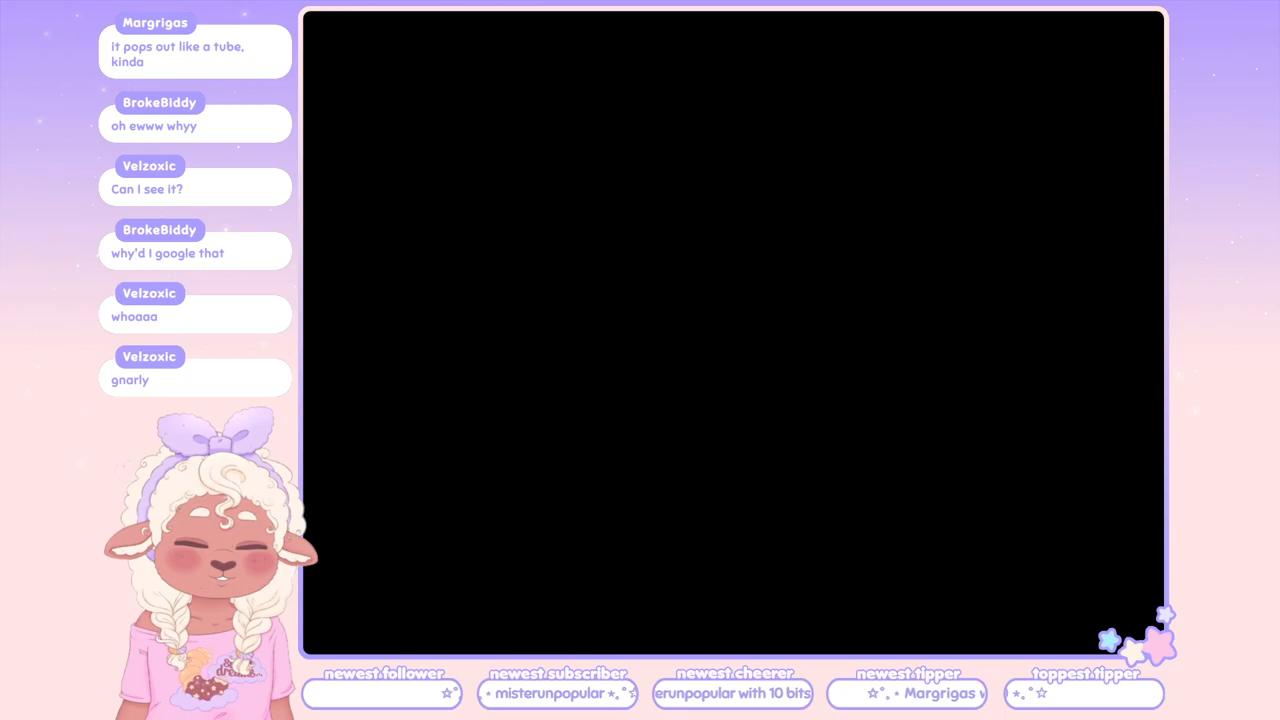 Margrigas
it pops out like a tube,
kinda
BrokeBiddy
oh ewww whyy
Velzoxic
Can I see it?
BrokeBiddy
why'd I google that
Velzoxic
whoaaa
Velzoxic
gnarly
newest follower
newest subscriber
misterunpopular
newest cheerer
erunpopular with 10 bits
newest tipper
Margrigas
toppest tipper